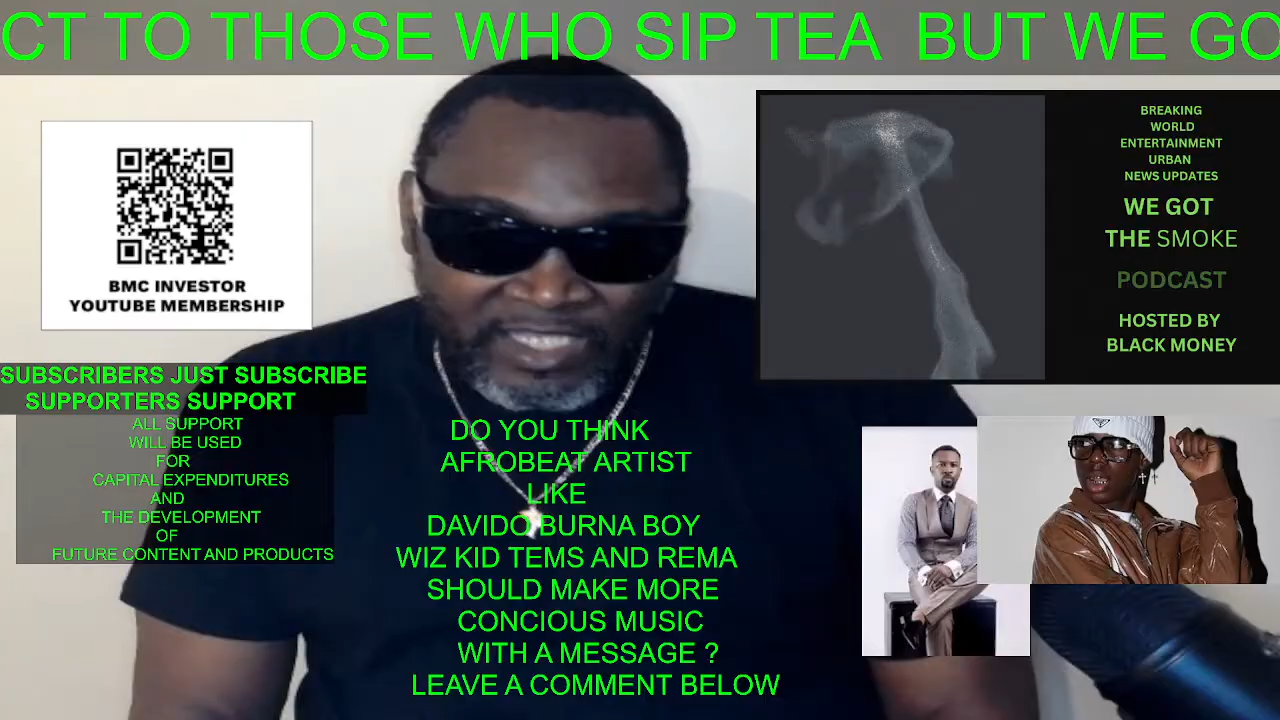 CT TO THOSE WHO SIP TEA BUT WE GO
BMC INVESTOR
YOUTUBE MEMBERSHIP
BREAKING
WORLD
ENTERTAINMENT
URBAN
NEWS UPDATES
WE GOT
THE SMOKE
PODCAST
HOSTED BY
BLACK MONEY
SUBSCRIBERS JUST SUBSCRIBE
SUPPORTERS SUPPORT
ALL SUPPORT
WILL BE USED
FOR
CAPITAL EXPENDITURES
AND
THE DEVELOPMENT
OF
FUTURE CONTENT AND PRODUCTS
DO YOU THINK
AFROBEAT ARTIST
LIKE
DAVIDO BURNA BOY
WIZ KID TEMS AND REMA
SHOULD MAKE MORE
CONCIOUS MUSIC
WITH A MESSAGE ?
LEAVE A COMMENT BELOW